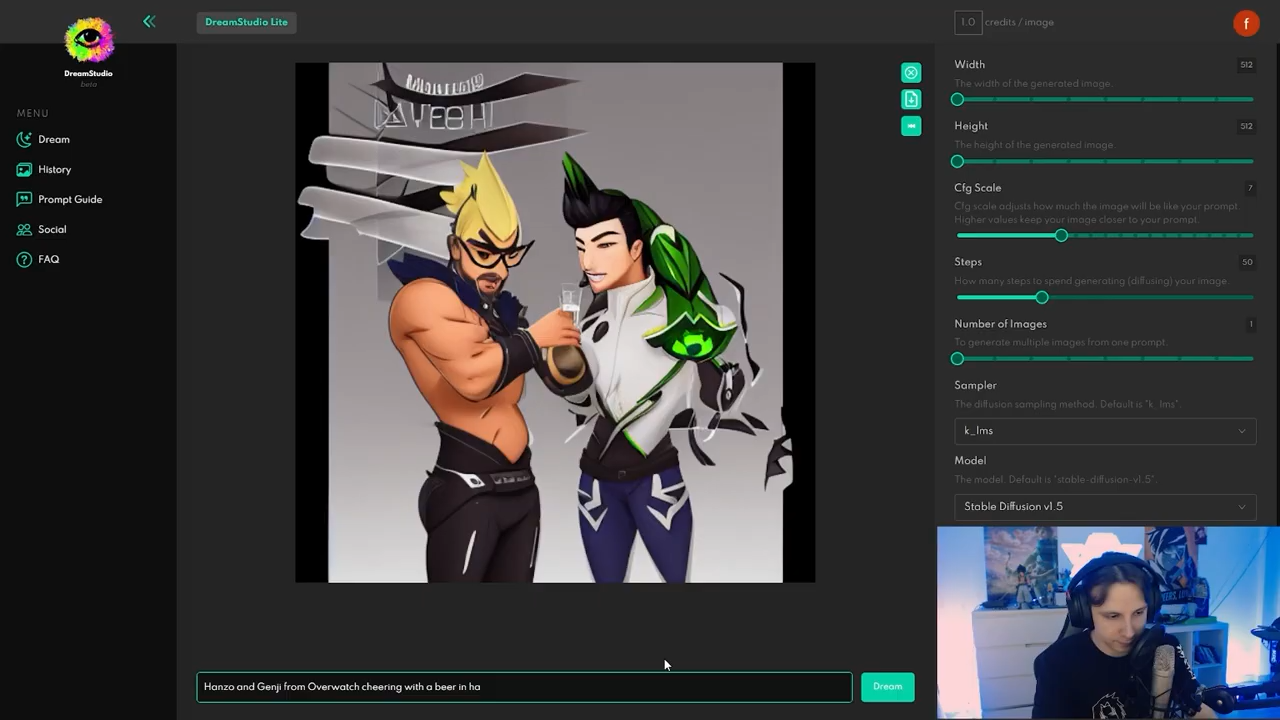 DreamStudio
beta
DreamStudio Lite
1.0 credits / image
f
MENU
Dream
History
Prompt Guide
Social
FAQ
Width 512
The width of the generated image.
Height 512
The height of the generated image.
Cfg Scale 7
Cfg scale adjusts how much the image will be like your prompt.
Higher values keep your image closer to your prompt.
Steps 50
How many steps to spend generating (diffusing) your image.
Number of Images 1
To generate multiple images from one prompt.
Sampler
The diffusion sampling method. Default is "k_lms".
k_lms
Model
The model. Default is "stable-diffusion-v1.5".
Stable Diffusion v1.5
Hanzo and Genji from Overwatch cheering with a beer in ha
Dream